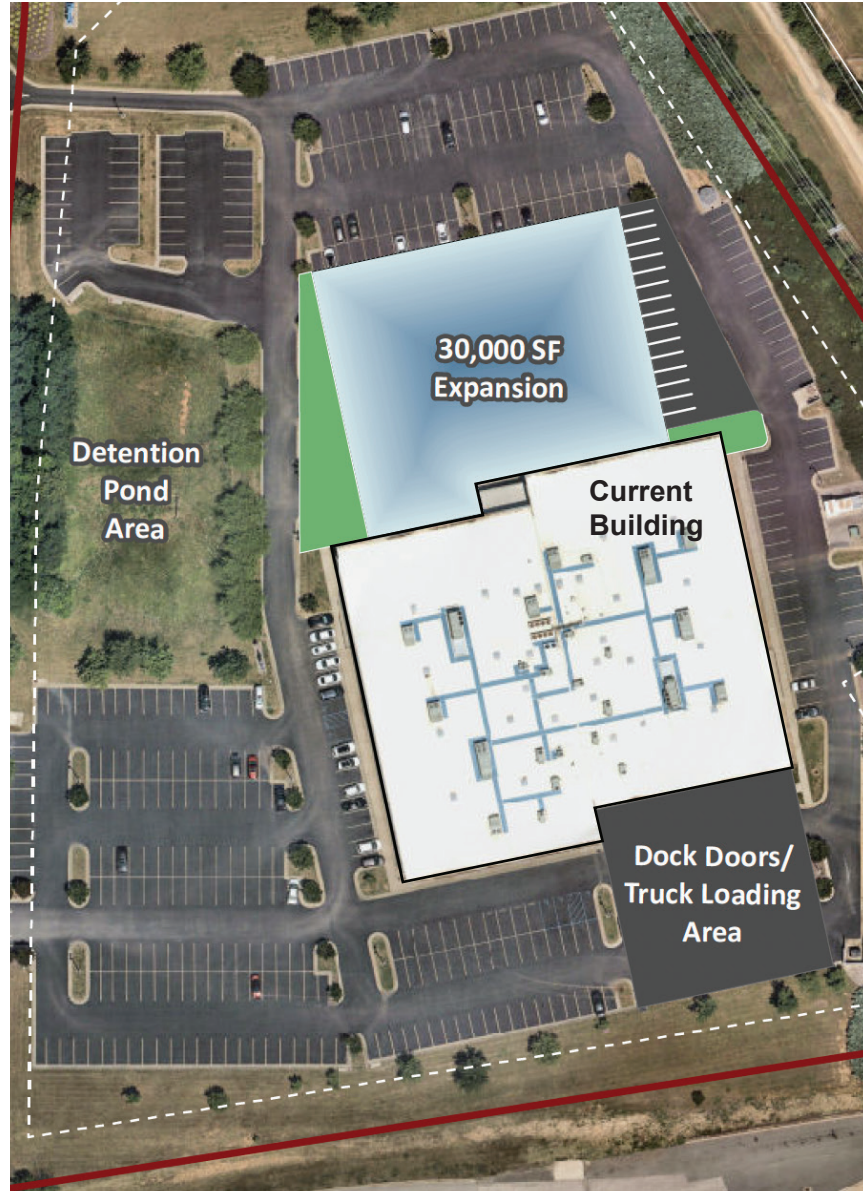 30,000 SF
Expansion
Detention
Pond
Area
Current
Building
Dock Doors/
Truck Loading
Area